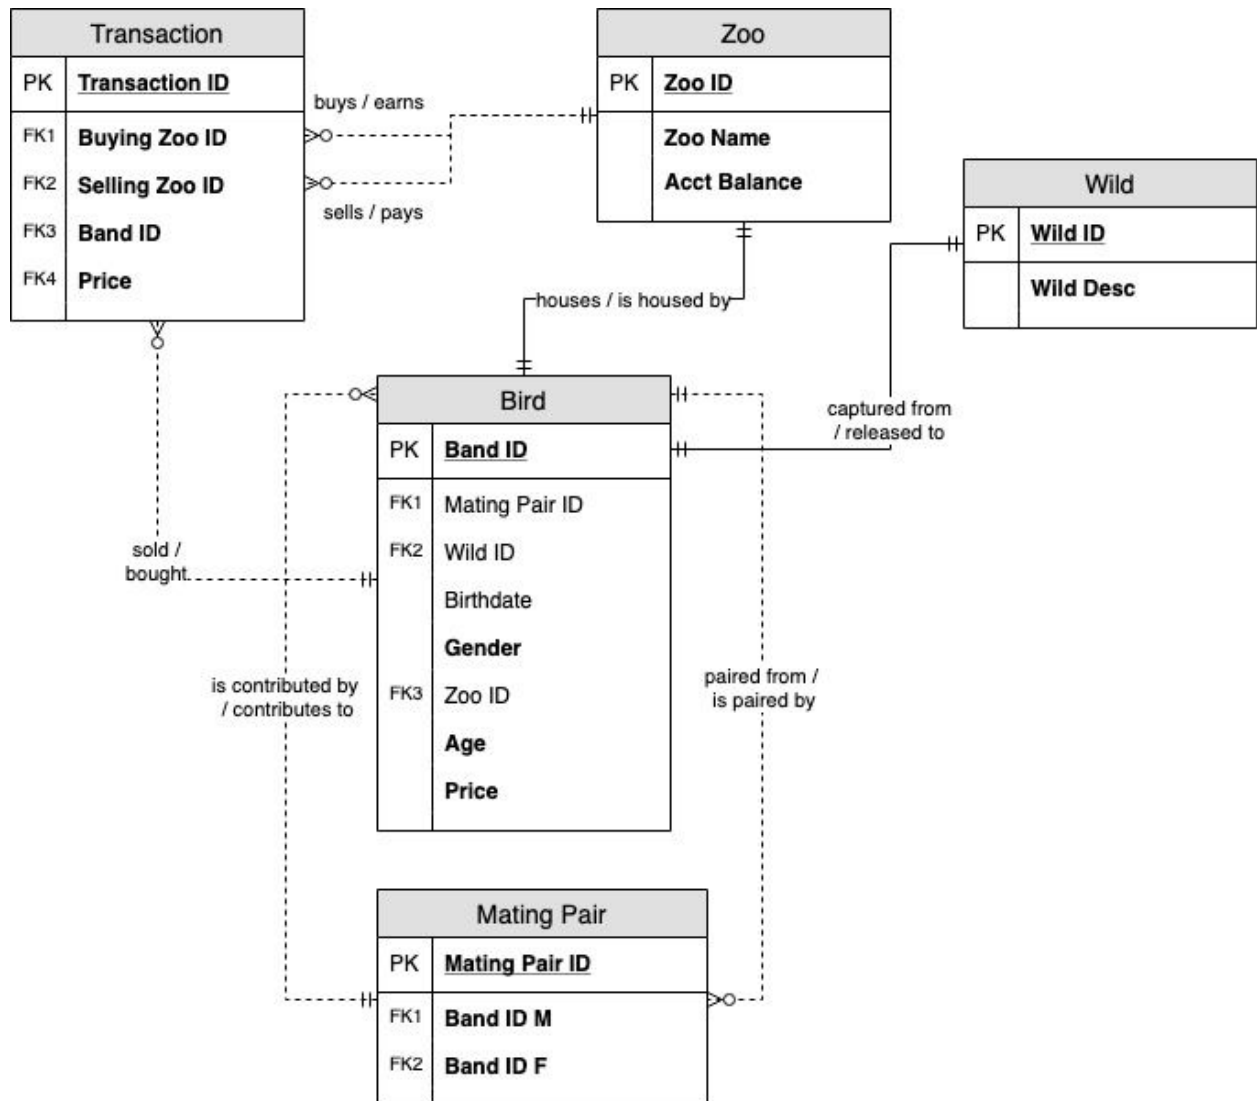 Transaction
PK Transaction ID
FK1 Buying Zoo ID
FK2 Selling Zoo ID
FK3 Band ID
FK4 Price
buys / earns
sells / pays
Zoo
PK Zoo ID
Zoo Name
Acct Balance
Wild
PK Wild ID
Wild Desc
houses / is housed by
captured from
/ released to
Bird
PK Band ID
FK1 Mating Pair ID
FK2 Wild ID
Birthdate
Gender
FK3 Zoo ID
Age
Price
sold /
bought
is contributed by
/ contributes to
paired from /
is paired by
Mating Pair
PK Mating Pair ID
FK1 Band ID M
FK2 Band ID F